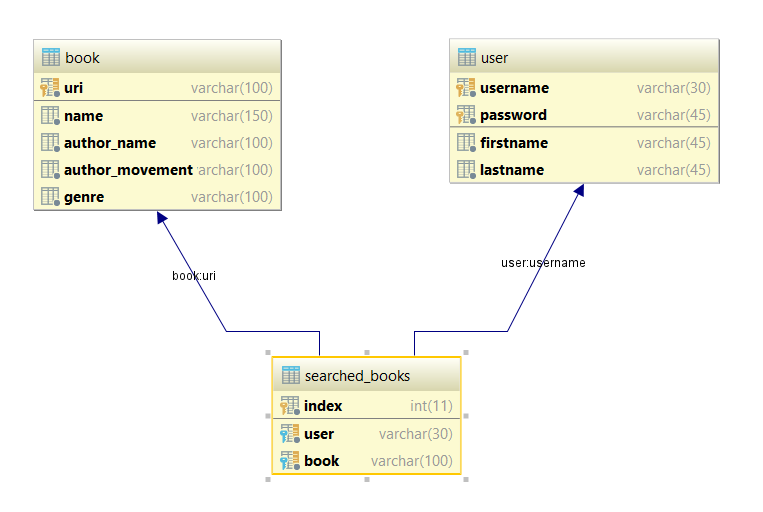 book
uri varchar(100)
name varchar(150)
author_name varchar(100)
author_movement varchar(100)
genre varchar(100)
user
username varchar(30)
password varchar(45)
firstname varchar(45)
lastname varchar(45)
book:uri
user:username
searched_books
index int(11)
user varchar(30)
book varchar(100)